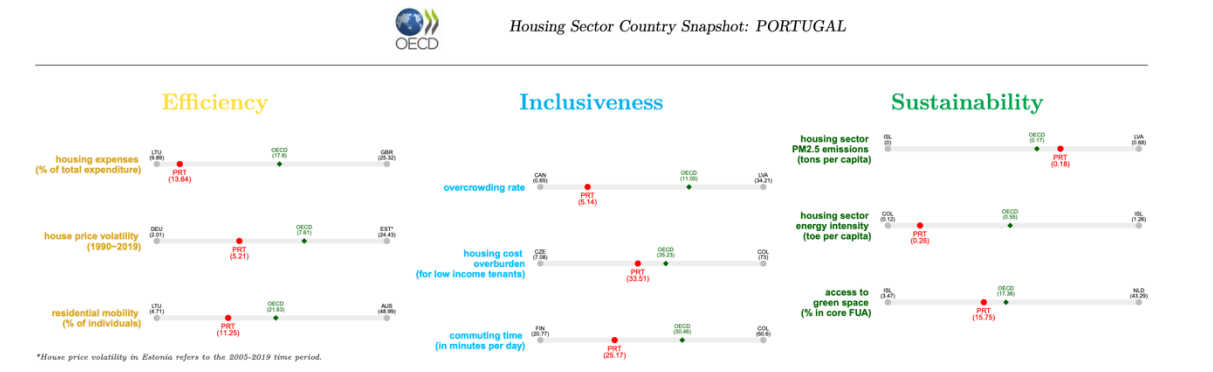 OECD
Housing Sector Country Snapshot: PORTUGAL
Efficiency
housing expenses
(% of total expenditure)
LTU
(9.89)
PRT
(13.64)
OECD
(17.8)
GBR
(25.32)
house price volatility
(1990−2019)
DEU
(2.01)
PRT
(5.21)
OECD
(7.61)
EST*
(24.43)
residential mobility
(% of individuals)
LTU
(4.71)
PRT
(11.25)
OECD
(21.63)
AUS
(48.99)
*House price volatility in Estonia refers to the 2005-2019 time period.
Inclusiveness
overcrowding rate
CAN
(0.65)
PRT
(5.14)
OECD
(11.05)
LVA
(34.21)
housing cost
overburden
(for low income tenants)
CZE
(7.08)
PRT
(33.51)
OECD
(35.23)
COL
(73)
commuting time
(in minutes per day)
FIN
(20.77)
PRT
(25.17)
OECD
(30.46)
COL
(60.6)
Sustainability
housing sector
PM2.5 emissions
(tons per capita)
ISL
(0)
OECD
(0.17)
PRT
(0.18)
LVA
(0.68)
housing sector
energy intensity
(toe per capita)
COL
(0.12)
PRT
(0.26)
OECD
(0.55)
ISL
(1.26)
access to
green space
(% in core FUA)
ISL
(3.47)
PRT
(15.75)
OECD
(17.38)
NLD
(43.29)